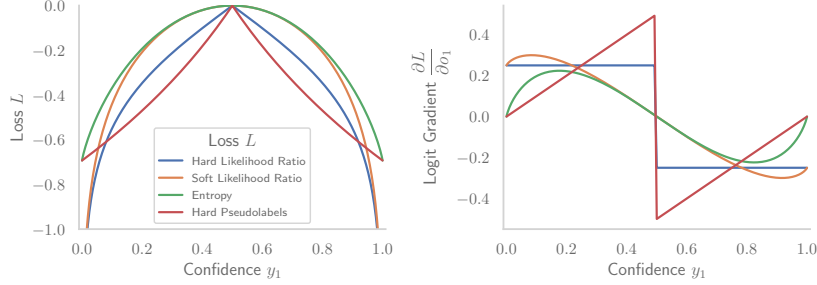 0.0
−0.2
−0.4
−0.6
−0.8
−1.0
Loss L
Loss L
Hard Likelihood Ratio
Soft Likelihood Ratio
Entropy
Hard Pseudolabels
0.0 0.2 0.4 0.6 0.8 1.0
Confidence y₁
0.4
0.2
0.0
−0.2
−0.4
Logit Gradient ∂L/∂o₁
0.0 0.2 0.4 0.6 0.8 1.0
Confidence y₁